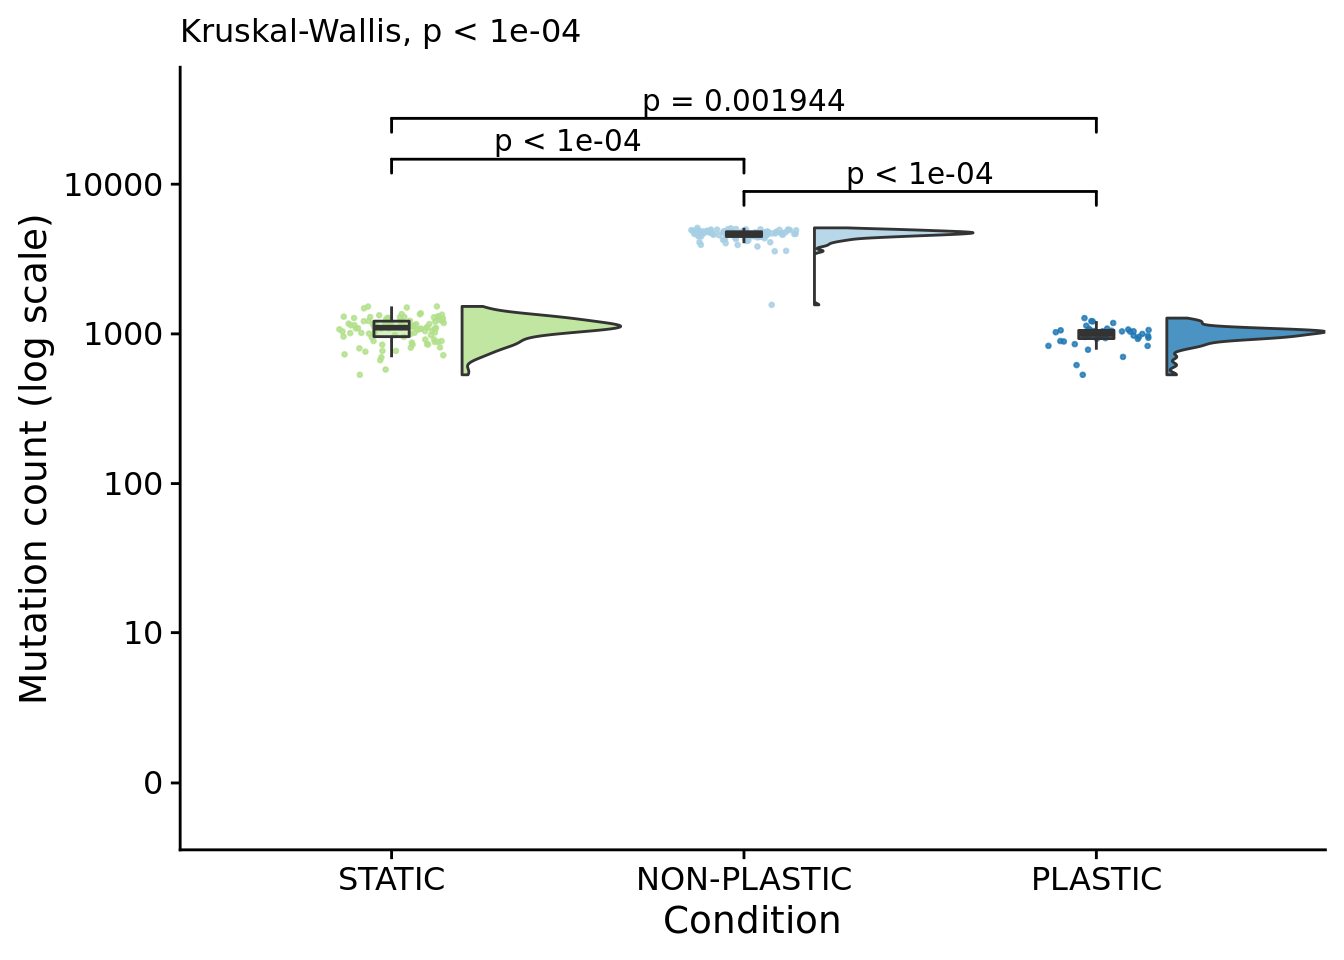 Kruskal-Wallis, p < 1e-04
p = 0.001944
p < 1e-04
p < 1e-04
10000
1000
100
10
0
Mutation count (log scale)
STATIC
NON-PLASTIC
PLASTIC
Condition